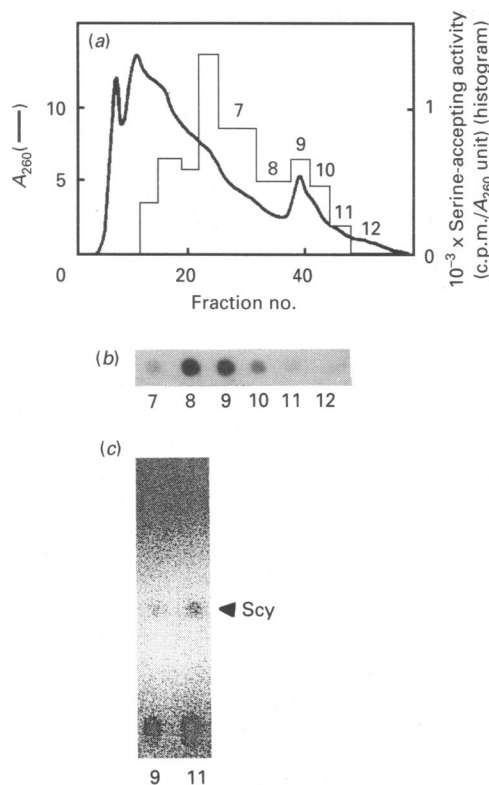 (a)
10
5
0
A260(—)
7
8
9
10
11
12
1
0
10−3 x Serine-accepting activity
(c.p.m./A260 unit) (histogram)
0
20
40
Fraction no.
(b)
7 8 9 10 11 12
(c)
Scy
9 11